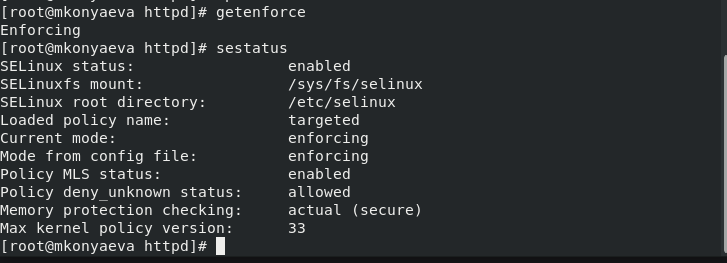 [root@mkonyaeva httpd]# getenforce
Enforcing
[root@mkonyaeva httpd]# sestatus
SELinux status:                 enabled
SELinuxfs mount:                /sys/fs/selinux
SELinux root directory:         /etc/selinux
Loaded policy name:             targeted
Current mode:                   enforcing
Mode from config file:          enforcing
Policy MLS status:              enabled
Policy deny_unknown status:     allowed
Memory protection checking:     actual (secure)
Max kernel policy version:      33
[root@mkonyaeva httpd]#